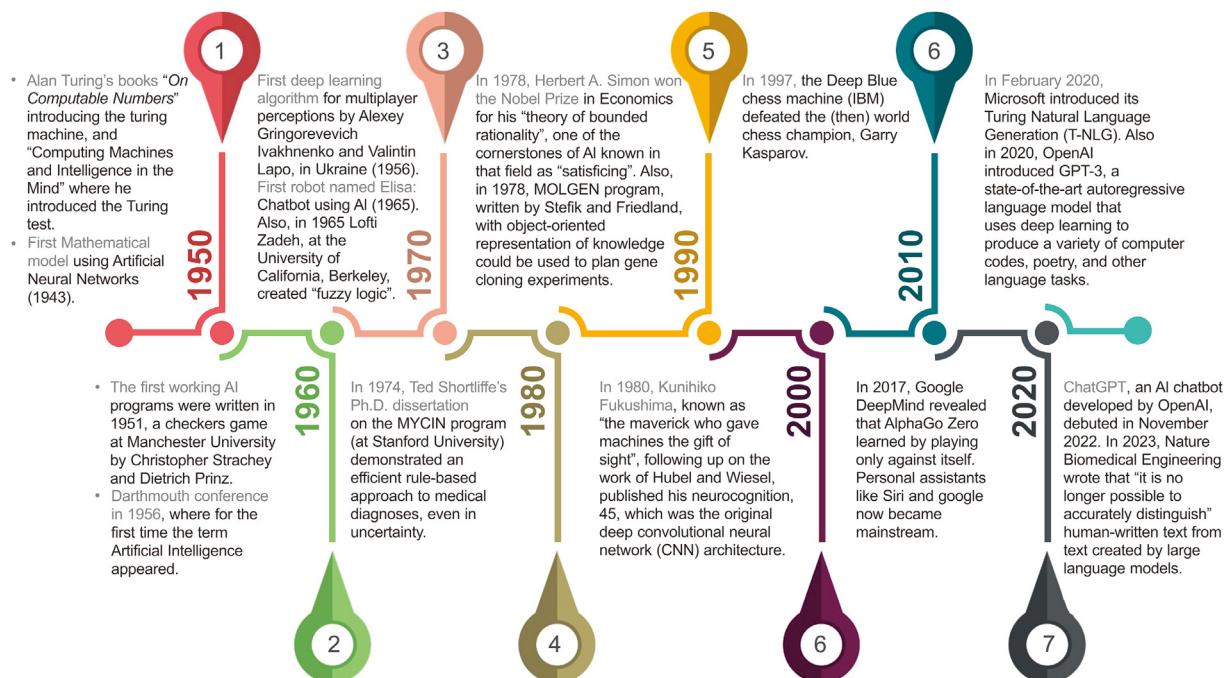 1
3
5
6
• Alan Turing's books "On
Computable Numbers"
introducing the turing
machine, and
"Computing Machines
and Intelligence in the
Mind" where he
introduced the Turing
test.
• First Mathematical
model using Artificial
Neural Networks
(1943).
1950
First deep learning
algorithm for multiplayer
perceptions by Alexey
Gringorevevich
Ivakhnenko and Valintin
Lapo, in Ukraine (1956).
First robot named Elisa:
Chatbot using AI (1965).
Also, in 1965 Lofti
Zadeh, at the
University of
California, Berkeley,
created "fuzzy logic".
1970
In 1978, Herbert A. Simon won
the Nobel Prize in Economics
for his "theory of bounded
rationality", one of the
cornerstones of AI known in
that field as "satisficing". Also,
in 1978, MOLGEN program,
written by Stefik and Friedland,
with object-oriented
representation of knowledge
could be used to plan gene
cloning experiments.
1990
In 1997, the Deep Blue
chess machine (IBM)
defeated the (then) world
chess champion, Garry
Kasparov.
2010
In February 2020,
Microsoft introduced its
Turing Natural Language
Generation (T-NLG). Also
in 2020, OpenAI
introduced GPT-3, a
state-of-the-art autoregressive
language model that
uses deep learning to
produce a variety of computer
codes, poetry, and other
language tasks.
• The first working AI
programs were written in
1951, a checkers game
at Manchester University
by Christopher Strachey
and Dietrich Prinz.
• Darthmouth conference
in 1956, where for the
first time the term
Artificial Intelligence
appeared.
1960
In 1974, Ted Shortliffe's
Ph.D. dissertation
on the MYCIN program
(at Stanford University)
demonstrated an
efficient rule-based
approach to medical
diagnoses, even in
uncertainty.
1980
In 1980, Kunihiko
Fukushima, known as
"the maverick who gave
machines the gift of
sight", following up on the
work of Hubel and Wiesel,
published his neurocognition,
45, which was the original
deep convolutional neural
network (CNN) architecture.
2000
In 2017, Google
DeepMind revealed
that AlphaGo Zero
learned by playing
only against itself.
Personal assistants
like Siri and google
now became
mainstream.
2020
ChatGPT, an AI chatbot
developed by OpenAI,
debuted in November
2022. In 2023, Nature
Biomedical Engineering
wrote that "it is no
longer possible to
accurately distinguish"
human-written text from
text created by large
language models.
2
4
6
7